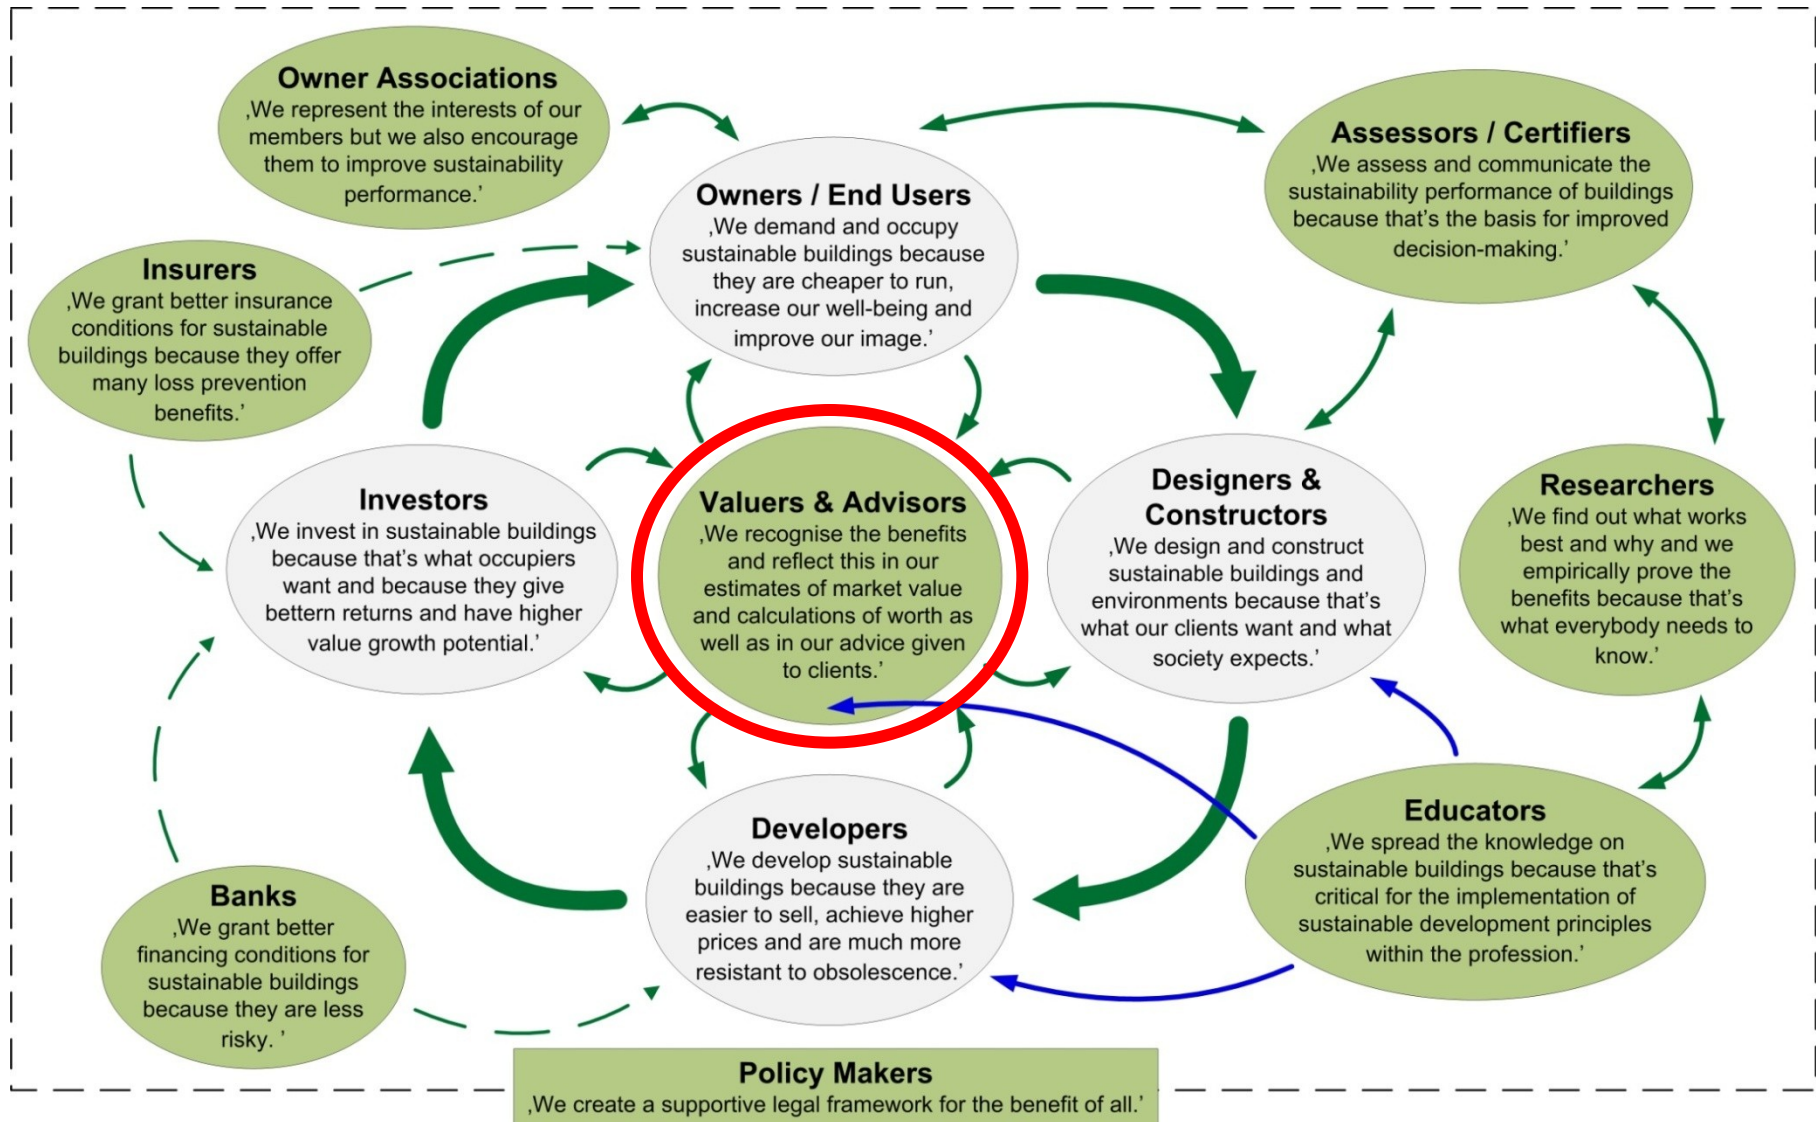 Owner Associations
‚We represent the interests of our
members but we also encourage
them to improve sustainability
performance.’
Assessors / Certifiers
‚We assess and communicate the
sustainability performance of buildings
because that’s the basis for improved
decision-making.’
Owners / End Users
‚We demand and occupy
sustainable buildings because
they are cheaper to run,
increase our well-being and
improve our image.’
Insurers
‚We grant better insurance
conditions for sustainable
buildings because they offer
many loss prevention
benefits.’
Investors
‚We invest in sustainable buildings
because that’s what occupiers
want and because they give
bettern returns and have higher
value growth potential.’
Valuers & Advisors
‚We recognise the benefits
and reflect this in our
estimates of market value
and calculations of worth as
well as in our advice given
to clients.’
Designers &
Constructors
‚We design and construct
sustainable buildings and
environments because that’s
what our clients want and what
society expects.’
Researchers
‚We find out what works
best and why and we
empirically prove the
benefits because that’s
what everybody needs to
know.’
Banks
‚We grant better
financing conditions for
sustainable buildings
because they are less
risky. ’
Developers
‚We develop sustainable
buildings because they are
easier to sell, achieve higher
prices and are much more
resistant to obsolescence.’
Educators
‚We spread the knowledge on
sustainable buildings because that’s
critical for the implementation of
sustainable development principles
within the profession.’
Policy Makers
‚We create a supportive legal framework for the benefit of all.’